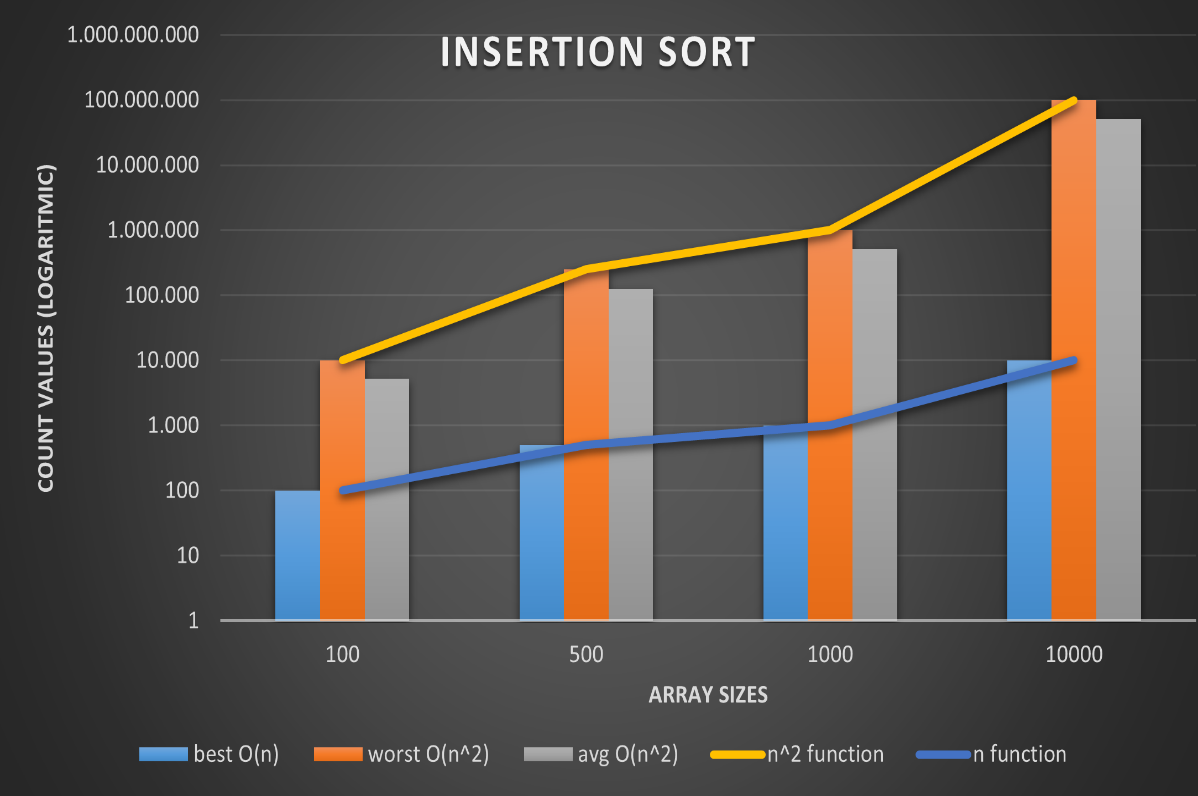 INSERTION SORT
COUNT VALUES (LOGARITMIC)
1.000.000.000
100.000.000
10.000.000
1.000.000
100.000
10.000
1.000
100
10
1
100 500 1000 10000
ARRAY SIZES
best O(n) worst O(n^2) avg O(n^2) n^2 function n function